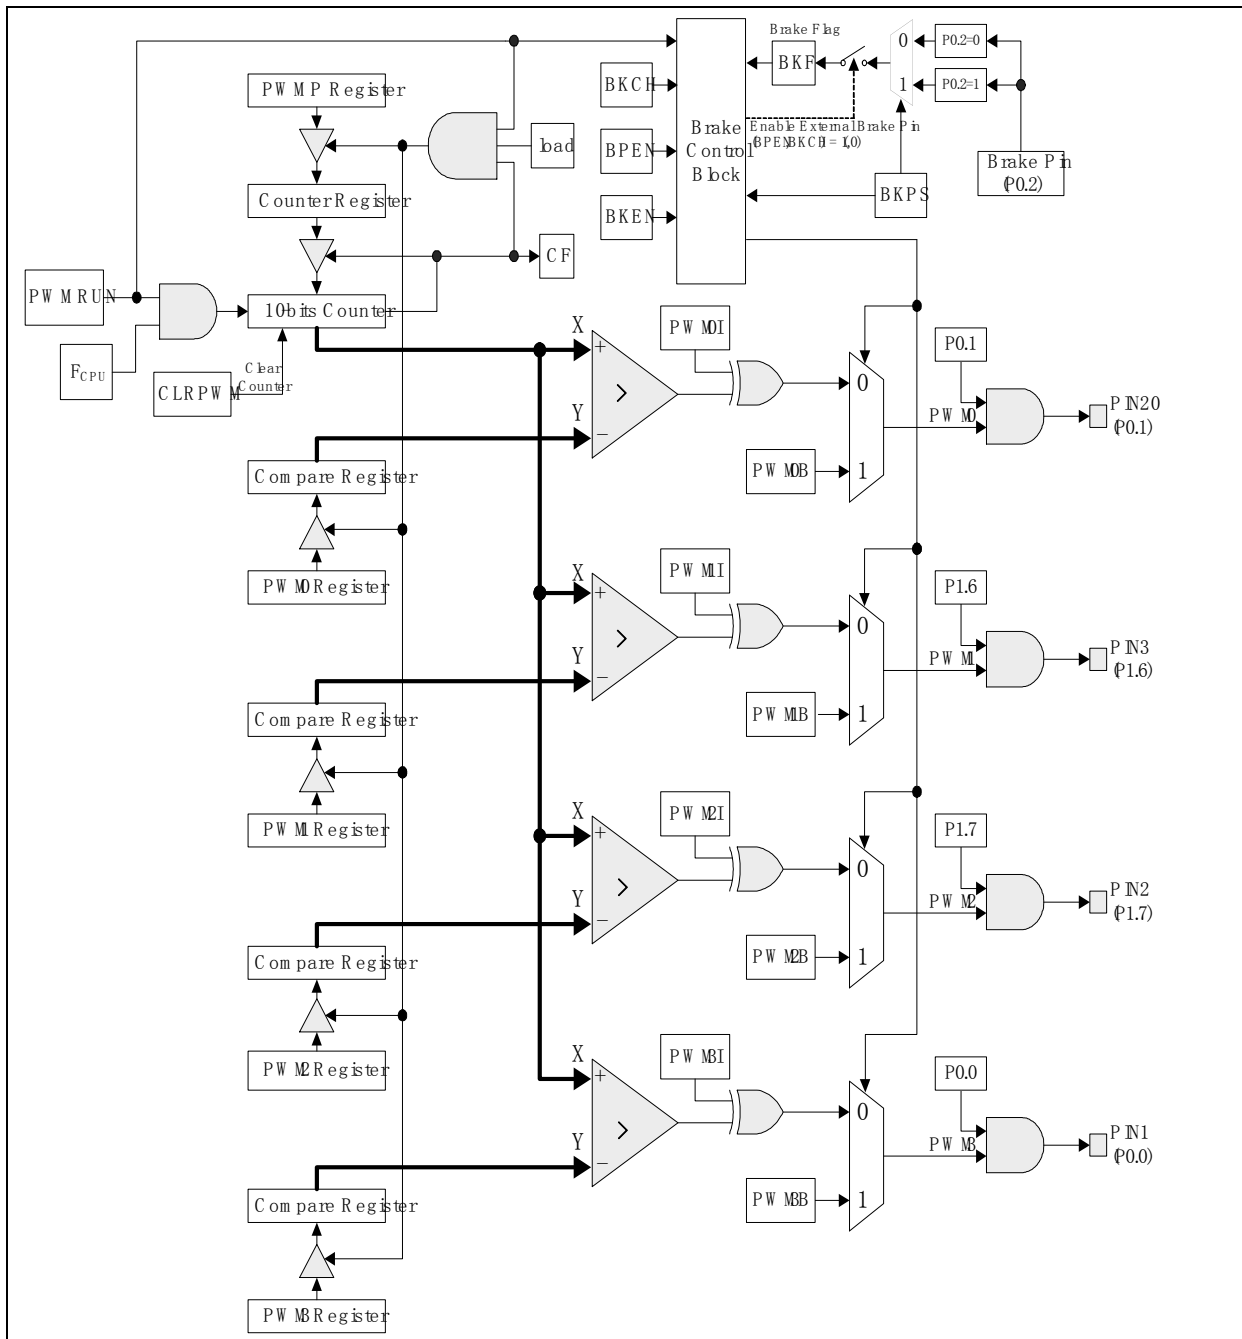 Brake Flag
P0.2=0
0
PWMP Register
BKCH
BKF
P0.2=1
1
load
BPEN
Brake Control Block
Enable External Brake Pin
(BPEN,BKCH = 1,0)
Brake Pin
(P0.2)
Counter Register
BKEN
BKPS
CF
PWMRUN
10-bits Counter
FCPU
CLRPWM
Clear Counter
X
+
>
Y
−
PWM0I
0
PWM0B
1
P0.1
PWM0
PIN20
(P0.1)
Compare Register
PWM0 Register
X
+
>
Y
−
PWM1I
0
PWM1B
1
P1.6
PWM1
PIN3
(P1.6)
Compare Register
PWM1 Register
X
+
>
Y
−
PWM2I
0
PWM2B
1
P1.7
PWM2
PIN2
(P1.7)
Compare Register
PWM2 Register
X
+
>
Y
−
PWM3I
0
PWM3B
1
P0.0
PWM3
PIN1
(P0.0)
Compare Register
PWM3 Register